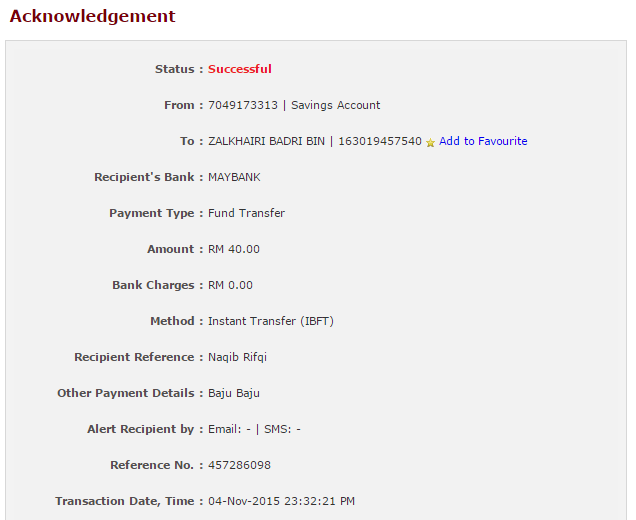 Acknowledgement
Status : Successful
From : 7049173313 | Savings Account
To : ZALKHAIRI BADRI BIN | 163019457540 Add to Favourite
Recipient's Bank : MAYBANK
Payment Type : Fund Transfer
Amount : RM 40.00
Bank Charges : RM 0.00
Method : Instant Transfer (IBFT)
Recipient Reference : Naqib Rifqi
Other Payment Details : Baju Baju
Alert Recipient by : Email: - | SMS: -
Reference No. : 457286098
Transaction Date, Time : 04-Nov-2015 23:32:21 PM